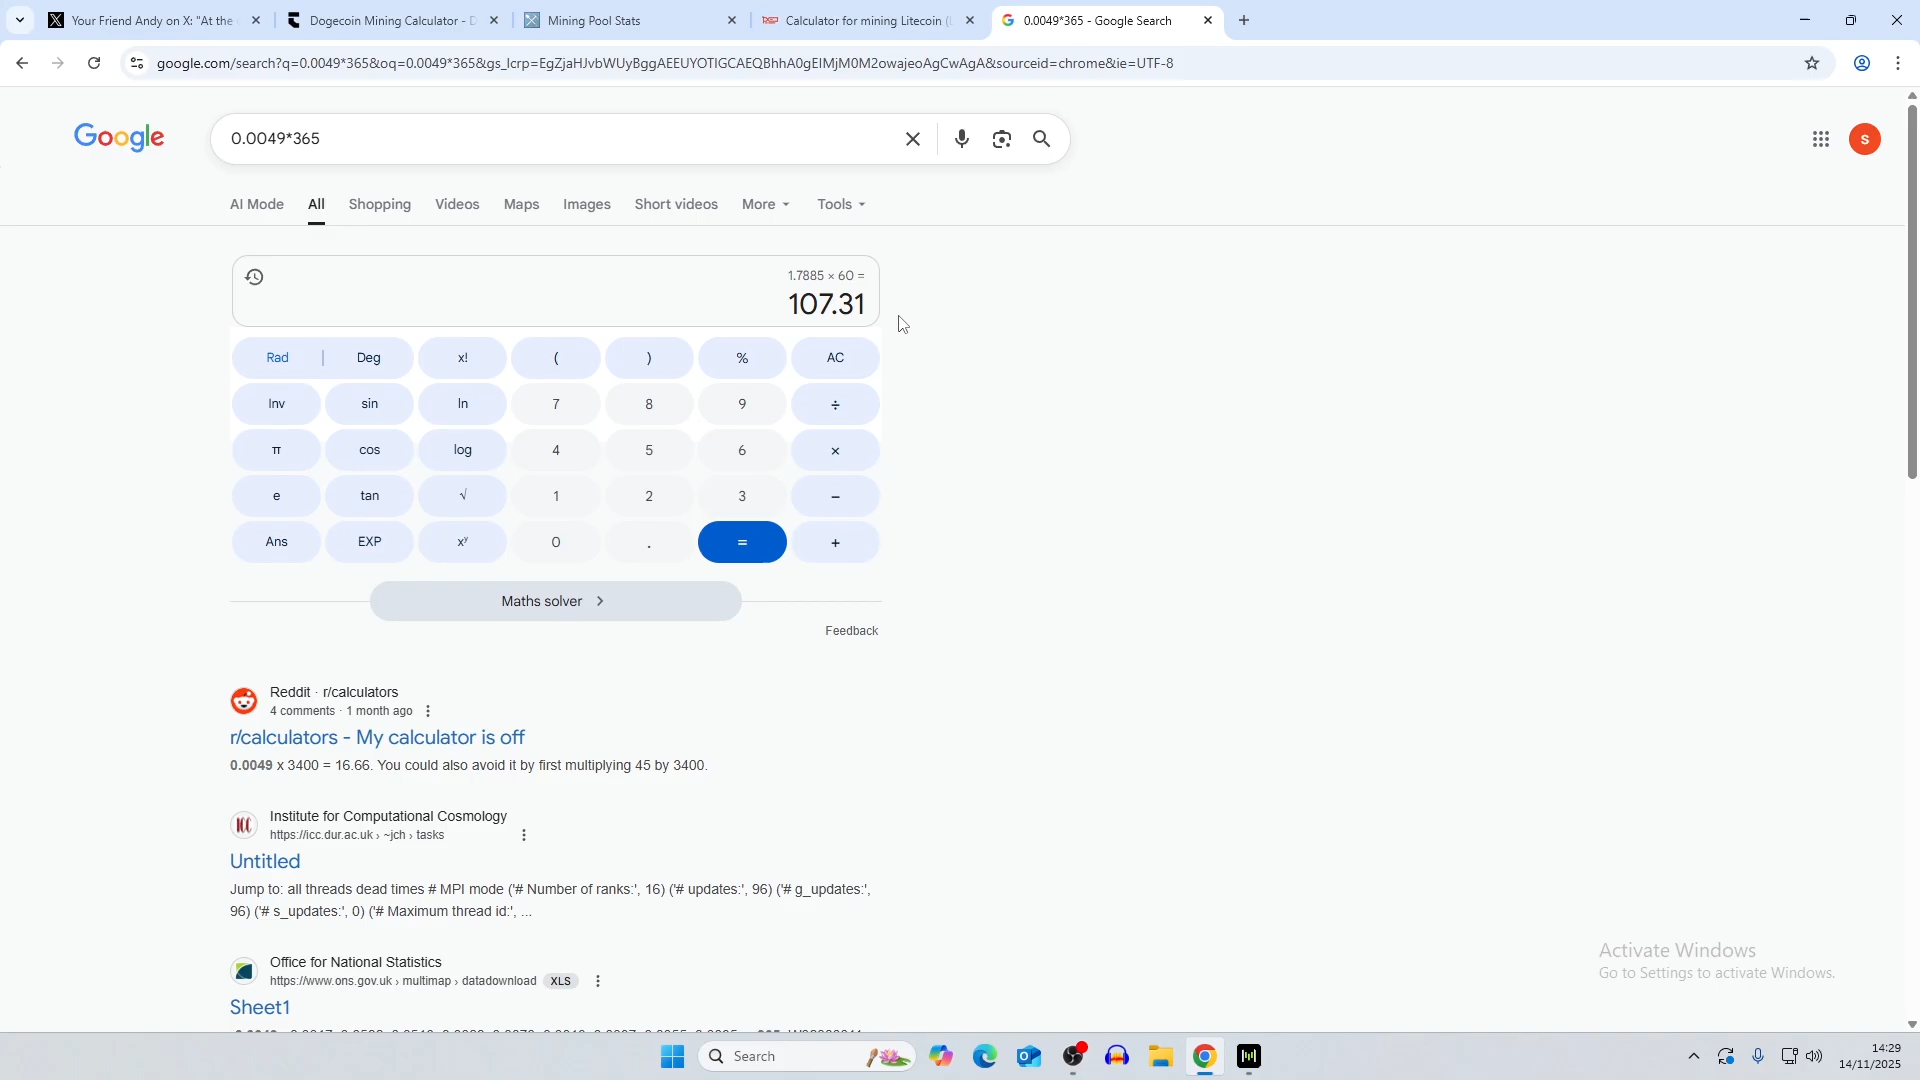 Your Friend Andy on X: "At the
Dogecoin Mining Calculator - D
Mining Pool Stats
Calculator for mining Litecoin (L
0.0049*365 - Google Search
google.com/search?q=0.0049*365&oq=0.0049*365&gs_lcrp=EgZjaHJvbWUyBggAEEUYOTIGCAEQBhhA0gEIMjM0M2owajeoAgCwAgA&sourceid=chrome&ie=UTF-8
Google
0.0049*365
S
AI Mode
All
Shopping
Videos
Maps
Images
Short videos
More
Tools
1.7885 × 60 =
107.31
Rad | Deg x! ( ) % AC
Inv sin ln 7 8 9 ÷
π cos log 4 5 6 ×
e tan √ 1 2 3 −
Ans EXP xʸ 0 . = +
Maths solver
Feedback
Reddit · r/calculators
4 comments · 1 month ago
r/calculators - My calculator is off
0.0049 x 3400 = 16.66. You could also avoid it by first multiplying 45 by 3400.
ICC
Institute for Computational Cosmology
https://icc.dur.ac.uk › ~jch › tasks
Untitled
Jump to: all threads dead times # MPI mode ('# Number of ranks:', 16) ('# updates:', 96) ('# g_updates:',
96) ('# s_updates:', 0) ('# Maximum thread id:', ...
Office for National Statistics
https://www.ons.gov.uk › multimap › datadownload XLS
Sheet1
Activate Windows
Go to Settings to activate Windows.
Search
14:29
14/11/2025